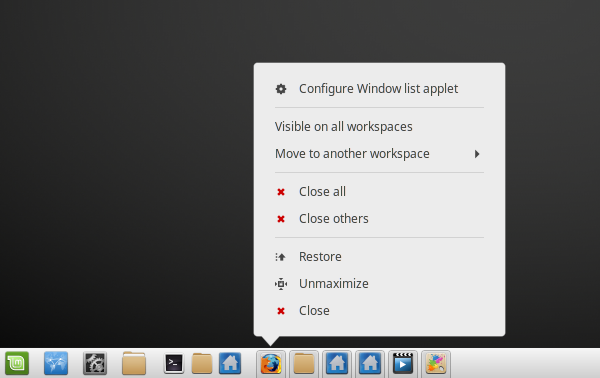 Configure Window list applet
Visible on all workspaces
Move to another workspace
Close all
Close others
Restore
Unmaximize
Close